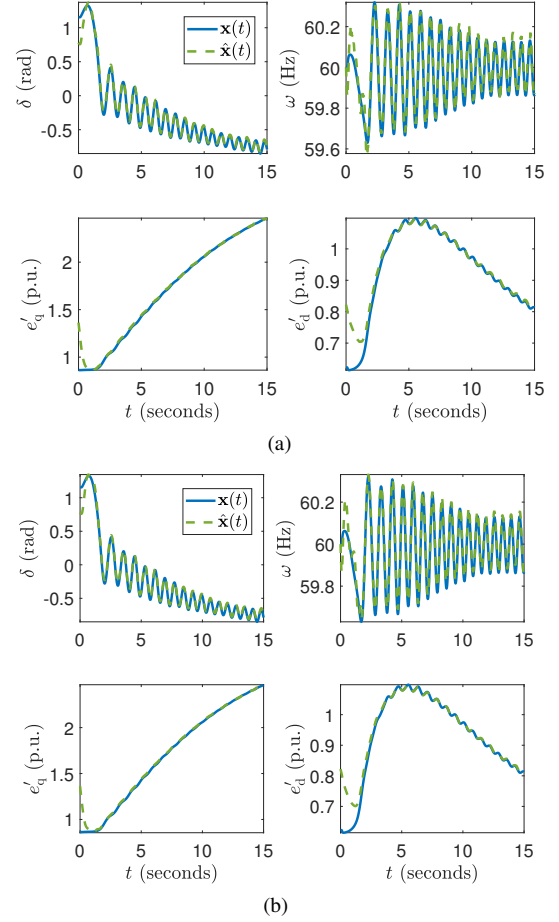 δ (rad)
1
0.5
0
-0.5
0 5 10 15
x(t)
x̂(t)
ω (Hz)
60.2
60
59.8
59.6
0 5 10 15
e′q (p.u.)
2
1.5
1
0 5 10 15
t (seconds)
e′d (p.u.)
1
0.9
0.8
0.7
0 5 10 15
t (seconds)
(a)
δ (rad)
1
0.5
0
-0.5
0 5 10 15
x(t)
x̂(t)
ω (Hz)
60.2
60
59.8
0 5 10 15
e′q (p.u.)
2
1.5
1
0 5 10 15
t (seconds)
e′d (p.u.)
1
0.9
0.8
0.7
0 5 10 15
t (seconds)
(b)